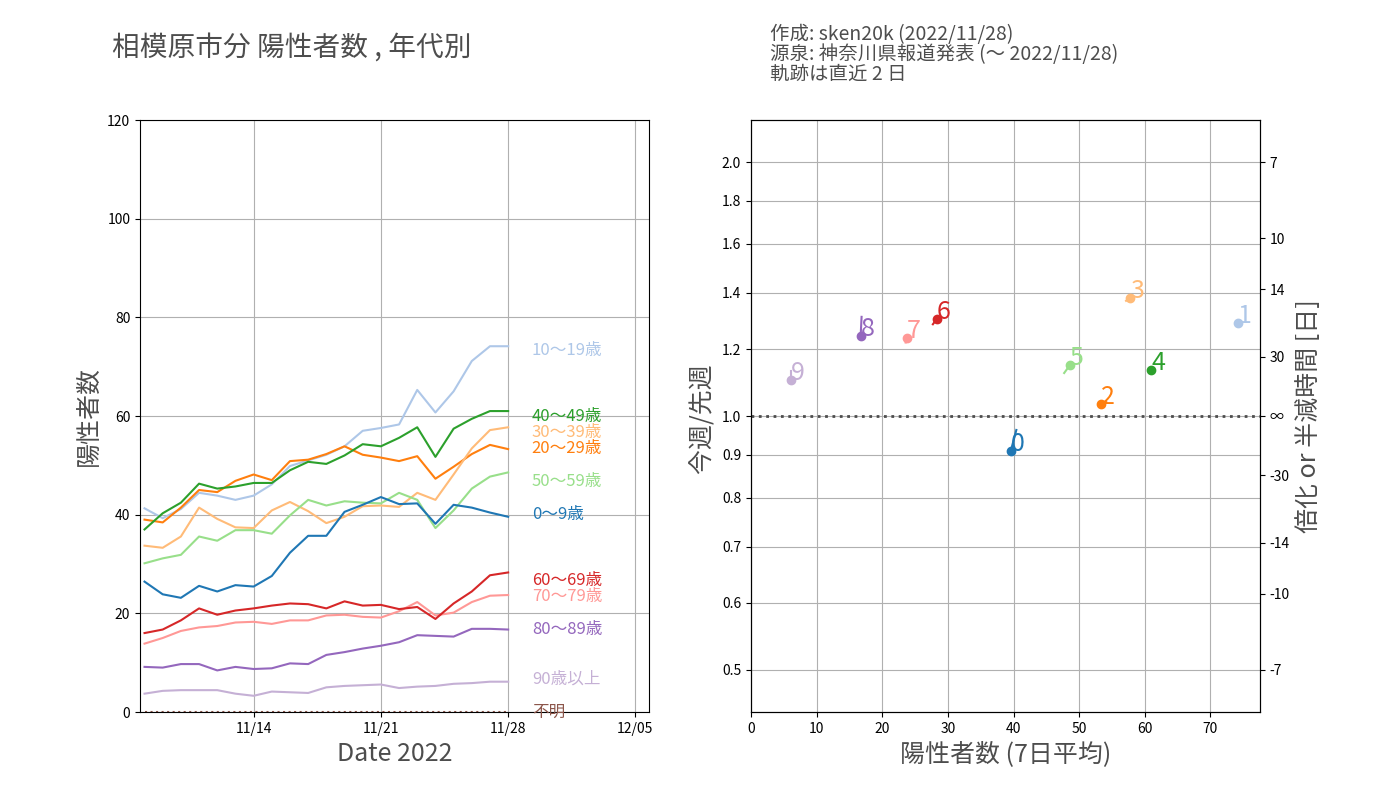 相模原市分 陽性者数 , 年代別
作成: sken20k (2022/11/28)
源泉: 神奈川県報道発表 (～ 2022/11/28)
軌跡は直近 2 日
陽性者数
120
100
80
60
40
20
0
10～19歳
40～49歳
30～39歳
20～29歳
50～59歳
0～9歳
60～69歳
70～79歳
80～89歳
90歳以上
不明
11/14
11/21
11/28
12/05
Date 2022
今週/先週
2.0
1.8
1.6
1.4
1.2
1.0
0.9
0.8
0.7
0.6
0.5
3
1
6
7
8
5
4
9
2
0
7
10
14
30
∞
-30
-14
-10
-7
倍化 or 半減時間 [日]
0
10
20
30
40
50
60
70
陽性者数 (7日平均)